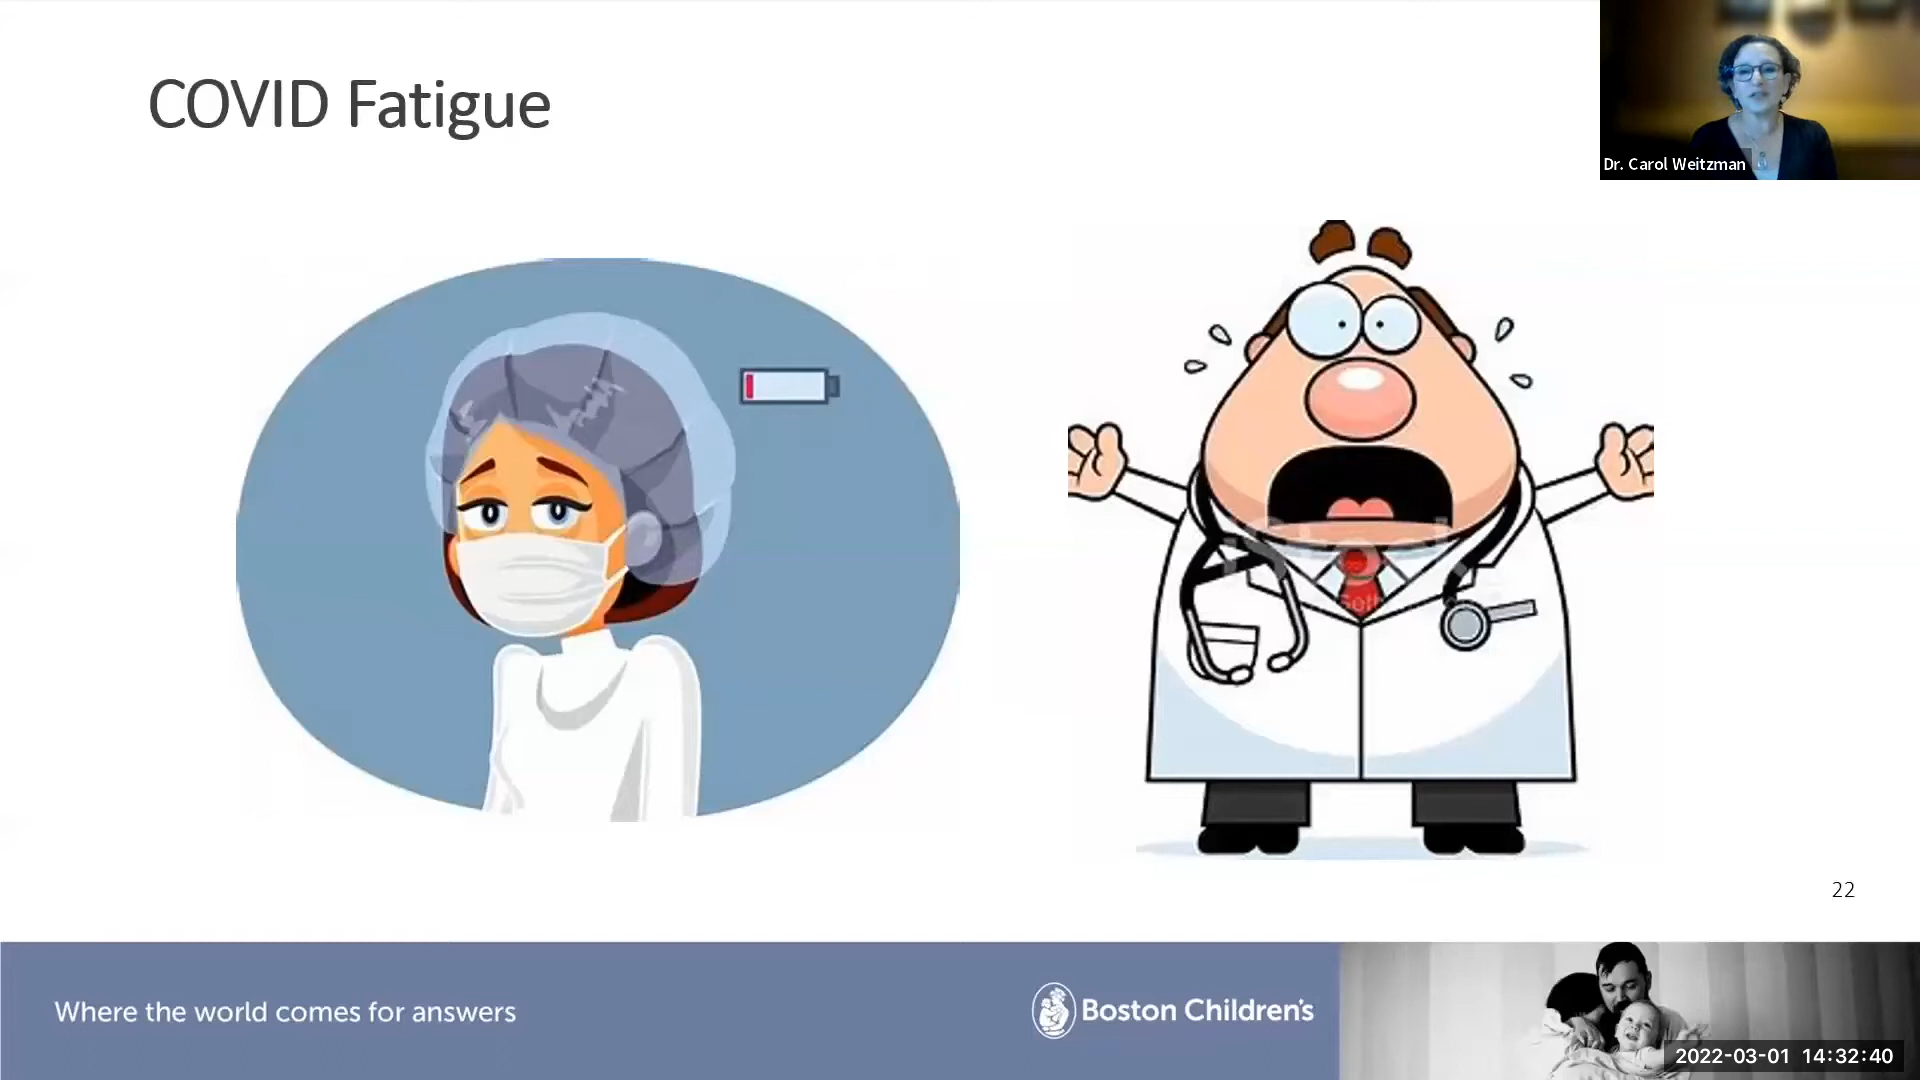 COVID Fatigue
Dr. Carol Weitzman
22
Where the world comes for answers
Boston Children's
2022-03-01 14:32:40